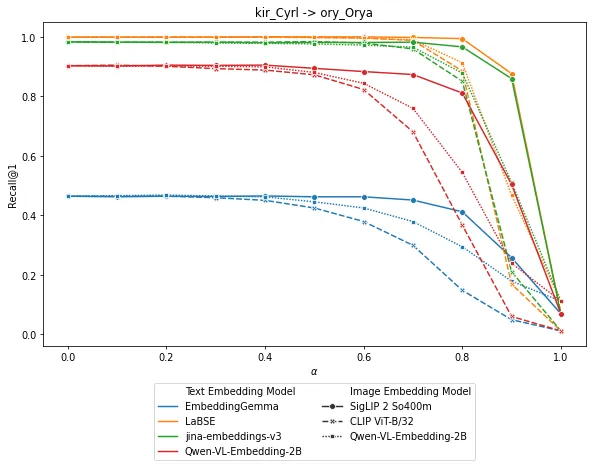 kir_Cyrl -> ory_Orya
1.0
0.8
0.6
0.4
0.2
0.0
Recall@1
0.0 0.2 0.4 0.6 0.8 1.0
α
Text Embedding Model Image Embedding Model
EmbeddingGemma SigLIP 2 So400m
LaBSE CLIP ViT-B/32
jina-embeddings-v3 Qwen-VL-Embedding-2B
Qwen-VL-Embedding-2B